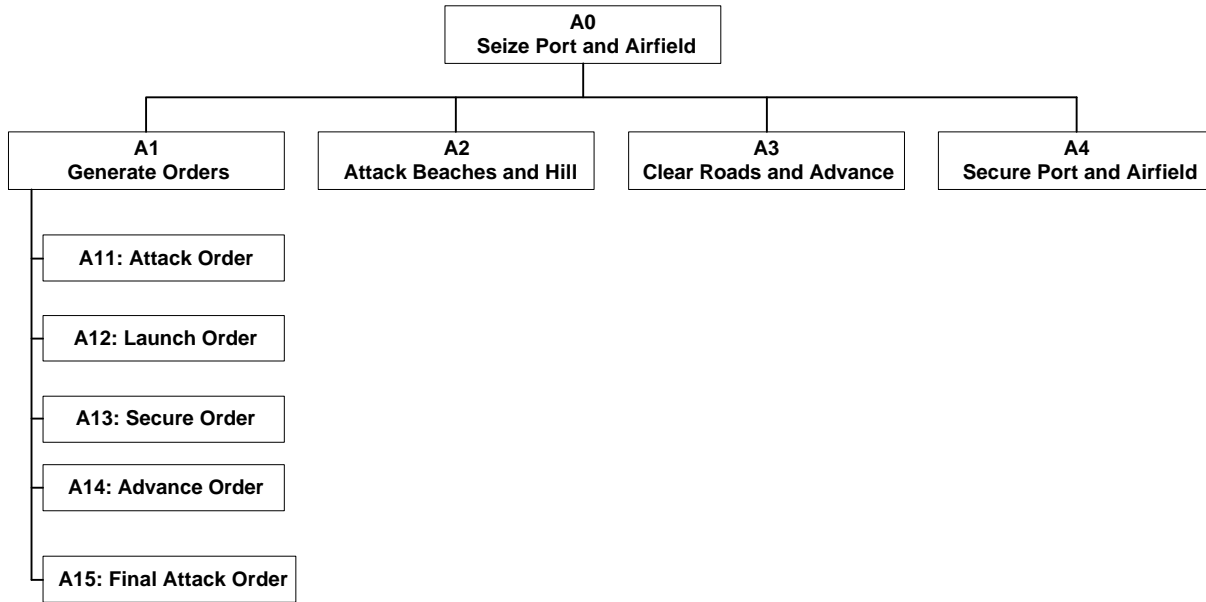 A0
Seize Port and Airfield
A1
Generate Orders
A2
Attack Beaches and Hill
A3
Clear Roads and Advance
A4
Secure Port and Airfield
A11: Attack Order
A12: Launch Order
A13: Secure Order
A14: Advance Order
A15: Final Attack Order